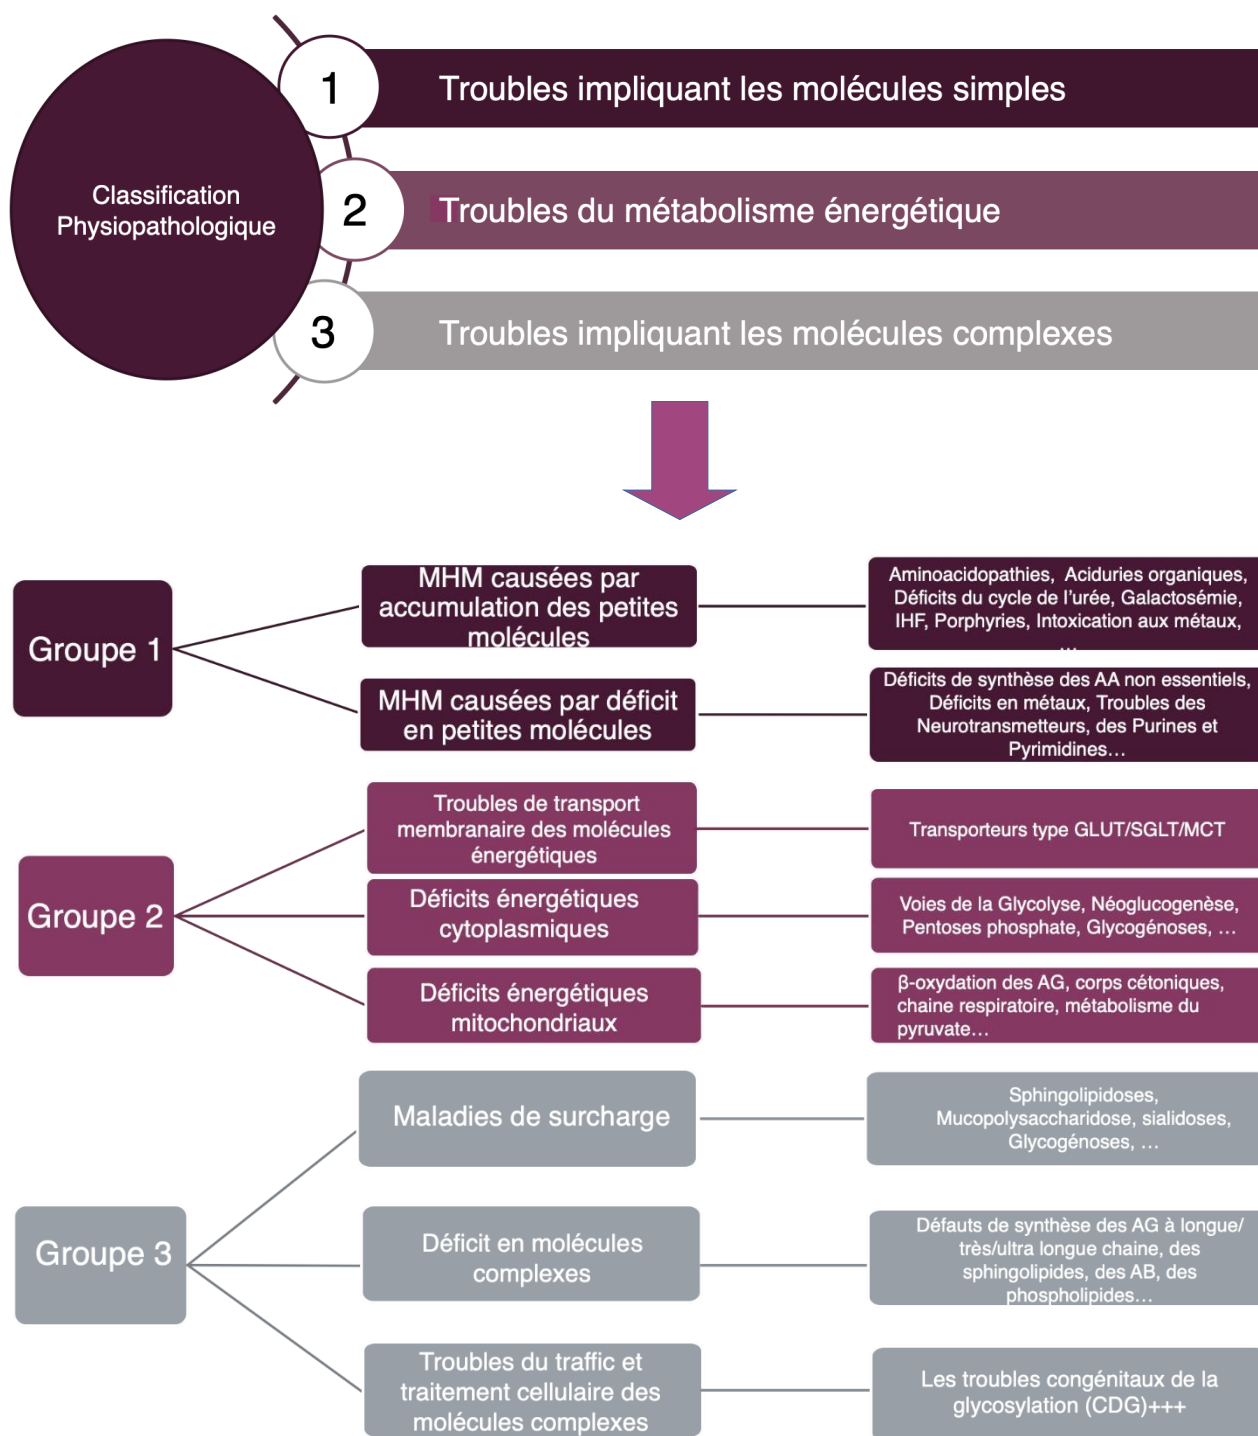 Classification
Physiopathologique
1
Troubles impliquant les molécules simples
2
Troubles du métabolisme énergétique
3
Troubles impliquant les molécules complexes
Groupe 1
MHM causées par
accumulation des petites
molécules
Aminoacidopathies, Aciduries organiques,
Déficits du cycle de l'urée, Galactosémie,
IHF, Porphyries, Intoxication aux métaux,
…
MHM causées par déficit
en petites molécules
Déficits de synthèse des AA non essentiels,
Déficits en métaux, Troubles des
Neurotransmetteurs, des Purines et
Pyrimidines…
Groupe 2
Troubles de transport
membranaire des molécules
énergétiques
Transporteurs type GLUT/SGLT/MCT
Déficits énergétiques
cytoplasmiques
Voies de la Glycolyse, Néoglucogenèse,
Pentoses phosphate, Glycogénoses, …
Déficits énergétiques
mitochondriaux
β-oxydation des AG, corps cétoniques,
chaine respiratoire, métabolisme du
pyruvate…
Groupe 3
Maladies de surcharge
Sphingolipidoses,
Mucopolysaccharidose, sialidoses,
Glycogénoses, …
Déficit en molécules
complexes
Défauts de synthèse des AG à longue/
très/ultra longue chaine, des
sphingolipides, des AB, des
phospholipides…
Troubles du traffic et
traitement cellulaire des
molécules complexes
Les troubles congénitaux de la
glycosylation (CDG)+++